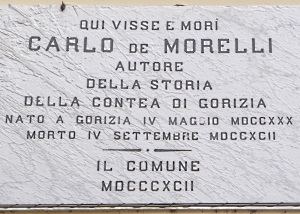 QUI VISSE E MORÍ
CARLO DE MORELLI
AUTORE
DELLA STORIA
DELLA CONTEA DI GORIZIA
NATO A GORIZIA IV MAGGIO MDCCXXX
MORTO IV SETTEMBRE MDCCXCII
IL COMUNE
MDCCCXCII